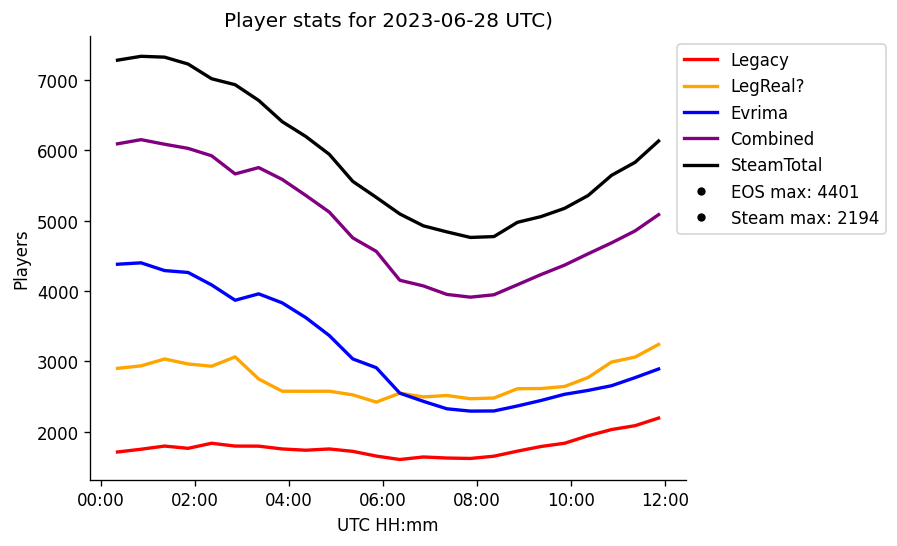 Player stats for 2023-06-28 UTC)
Players
7000
6000
5000
4000
3000
2000
00:00 02:00 04:00 06:00 08:00 10:00 12:00
UTC HH:mm
Legacy
LegReal?
Evrima
Combined
SteamTotal
EOS max: 4401
Steam max: 2194